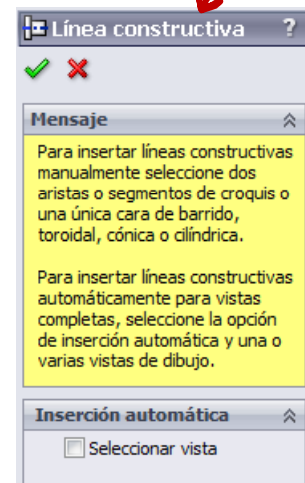 Línea constructiva ?
Mensaje
Para insertar líneas constructivas
manualmente seleccione dos
aristas o segmentos de croquis o
una única cara de barrido,
toroidal, cónica o cilíndrica.
Para insertar líneas constructivas
automáticamente para vistas
completas, seleccione la opción
de inserción automática y una o
varias vistas de dibujo.
Inserción automática
Seleccionar vista